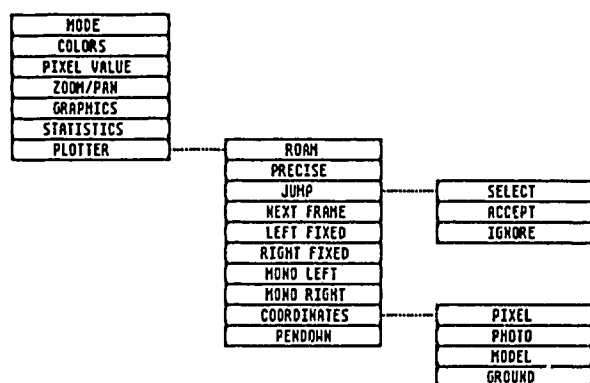 MODE
COLORS
PIXEL VALUE
ZOOM/PAN
GRAPHICS
STATISTICS
PLOTTER
ROAM
PRECISE
JUMP
NEXT FRAME
LEFT FIXED
RIGHT FIXED
MONO LEFT
MONO RIGHT
COORDINATES
PENDOWN
SELECT
ACCEPT
IGNORE
PIXEL
PHOTO
MODEL
GROUND